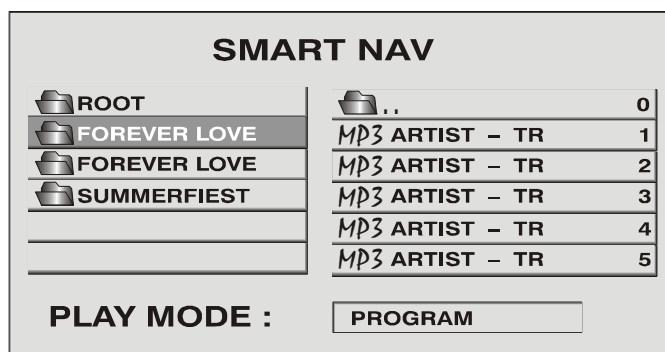 SMART NAV
ROOT
FOREVER LOVE
FOREVER LOVE
SUMMERFIEST
.. 0
MP3 ARTIST – TR 1
MP3 ARTIST – TR 2
MP3 ARTIST – TR 3
MP3 ARTIST – TR 4
MP3 ARTIST – TR 5
PLAY MODE : PROGRAM